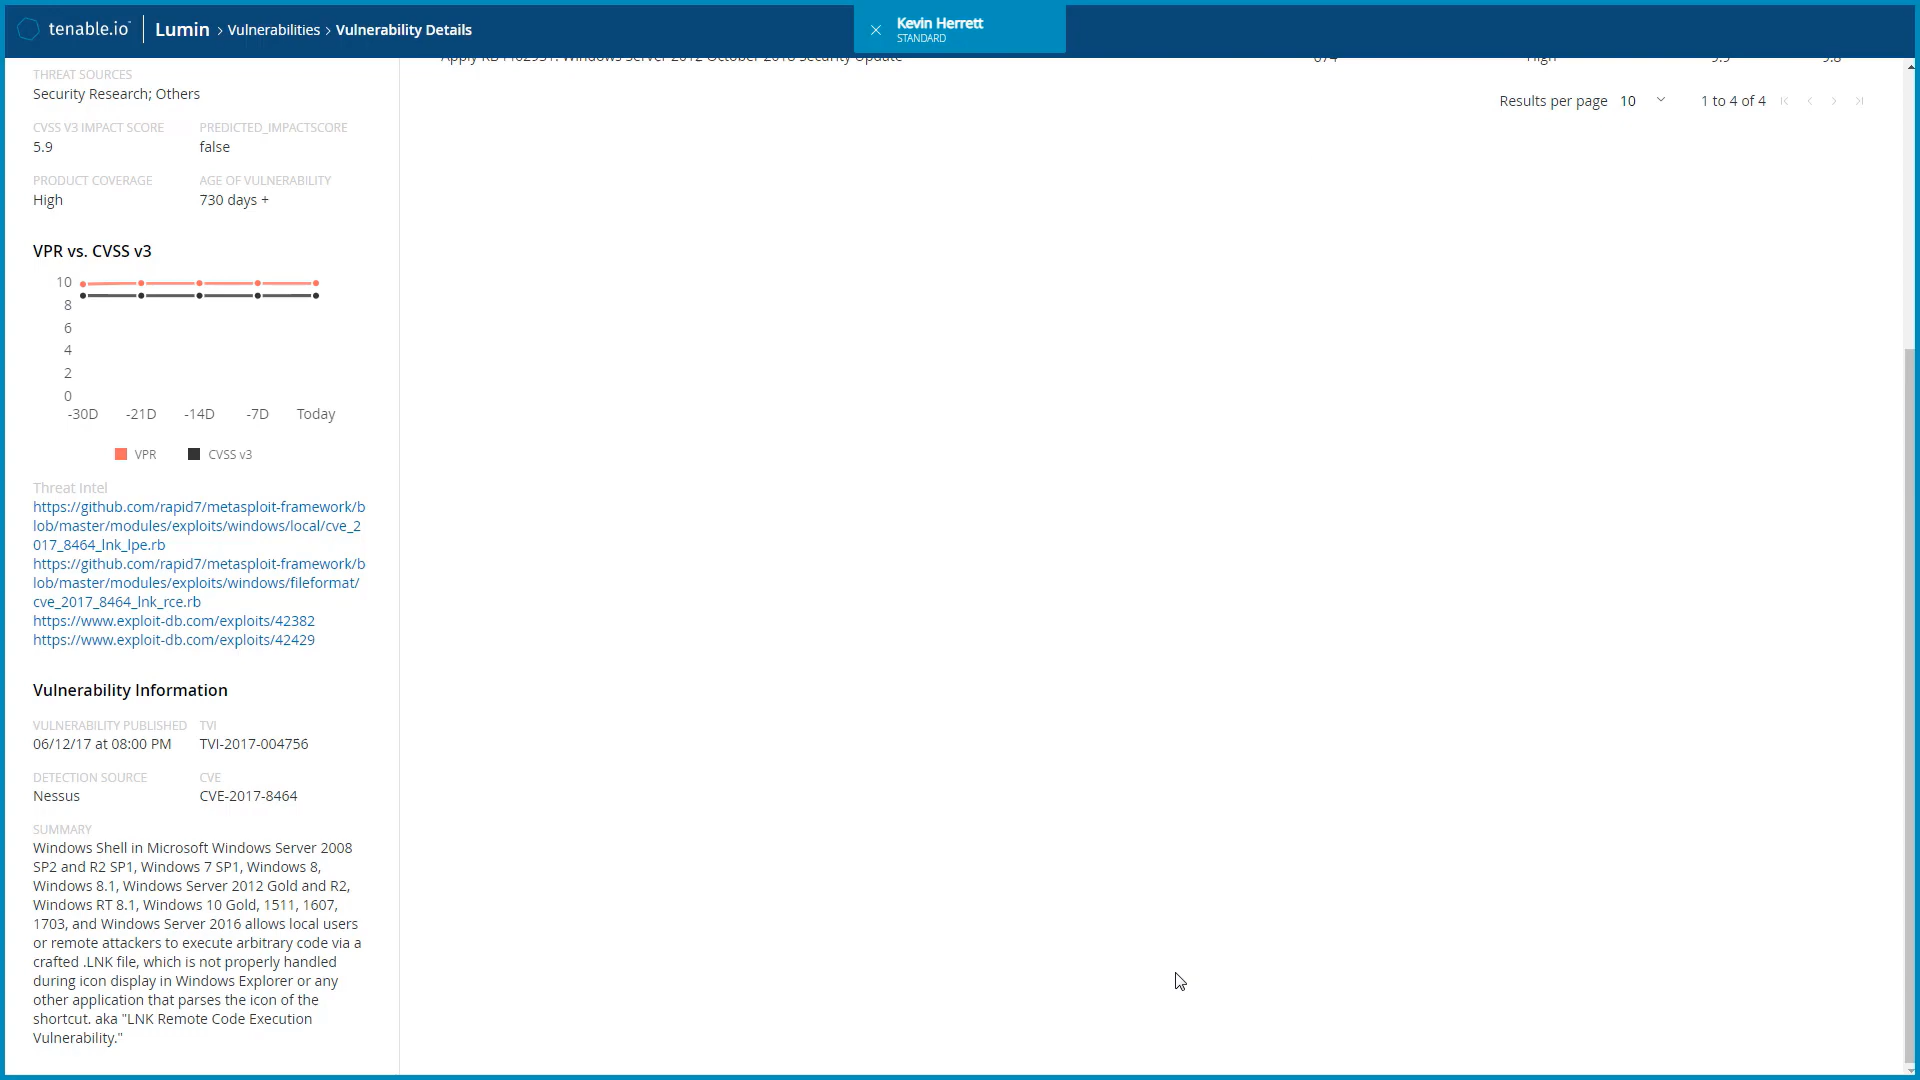 tenable.io Lumin > Vulnerabilities > Vulnerability Details
Kevin Herrett
STANDARD
THREAT SOURCES
Security Research; Others
CVSS V3 IMPACT SCORE PREDICTED_IMPACTSCORE
5.9 false
PRODUCT COVERAGE AGE OF VULNERABILITY
High 730 days +
VPR vs. CVSS v3
10
8
6
4
2
0
-30D -21D -14D -7D Today
VPR CVSS v3
Threat Intel
https://github.com/rapid7/metasploit-framework/b
lob/master/modules/exploits/windows/local/cve_2
017_8464_lnk_lpe.rb
https://github.com/rapid7/metasploit-framework/b
lob/master/modules/exploits/windows/fileformat/
cve_2017_8464_lnk_rce.rb
https://www.exploit-db.com/exploits/42382
https://www.exploit-db.com/exploits/42429
Vulnerability Information
VULNERABILITY PUBLISHED TVI
06/12/17 at 08:00 PM TVI-2017-004756
DETECTION SOURCE CVE
Nessus CVE-2017-8464
SUMMARY
Windows Shell in Microsoft Windows Server 2008
SP2 and R2 SP1, Windows 7 SP1, Windows 8,
Windows 8.1, Windows Server 2012 Gold and R2,
Windows RT 8.1, Windows 10 Gold, 1511, 1607,
1703, and Windows Server 2016 allows local users
or remote attackers to execute arbitrary code via a
crafted .LNK file, which is not properly handled
during icon display in Windows Explorer or any
other application that parses the icon of the
shortcut. aka "LNK Remote Code Execution
Vulnerability."
Results per page 10 1 to 4 of 4